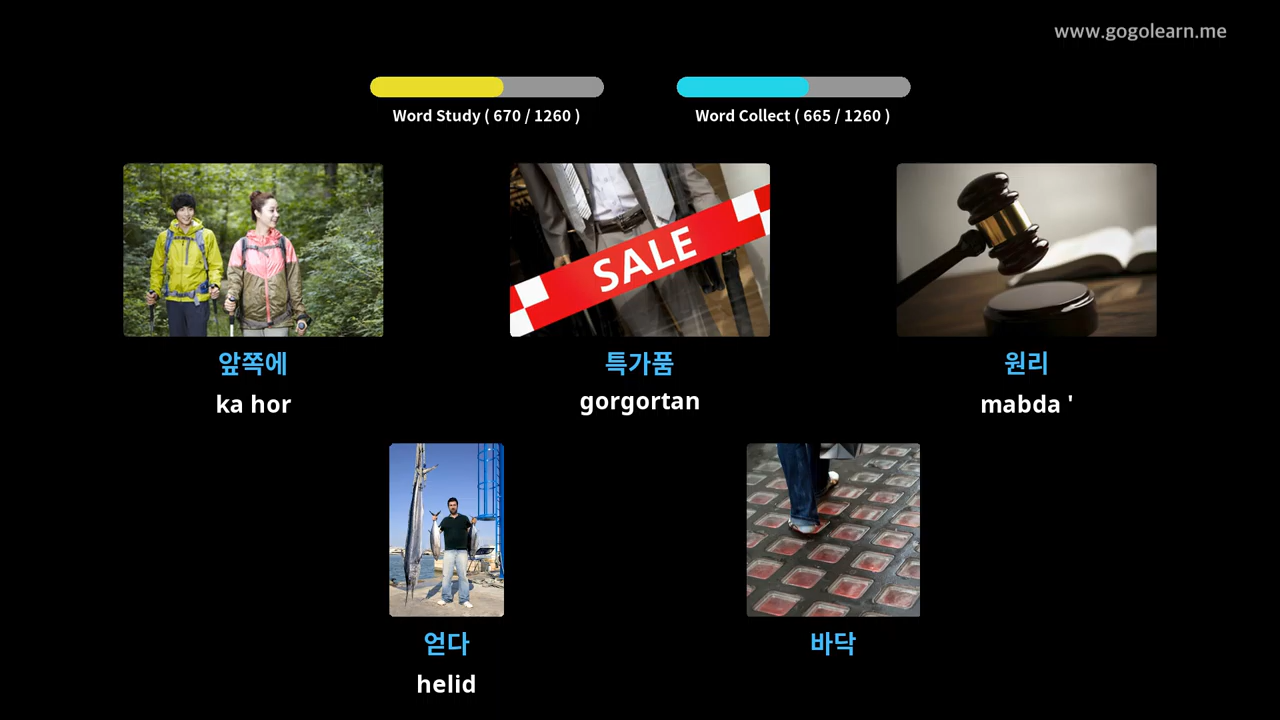 www.gogolearn.me
Word Study ( 670 / 1260 )
Word Collect ( 665 / 1260 )
SALE
앞쪽에
특가품
원리
ka hor
gorgortan
mabda '
얻다
바닥
helid